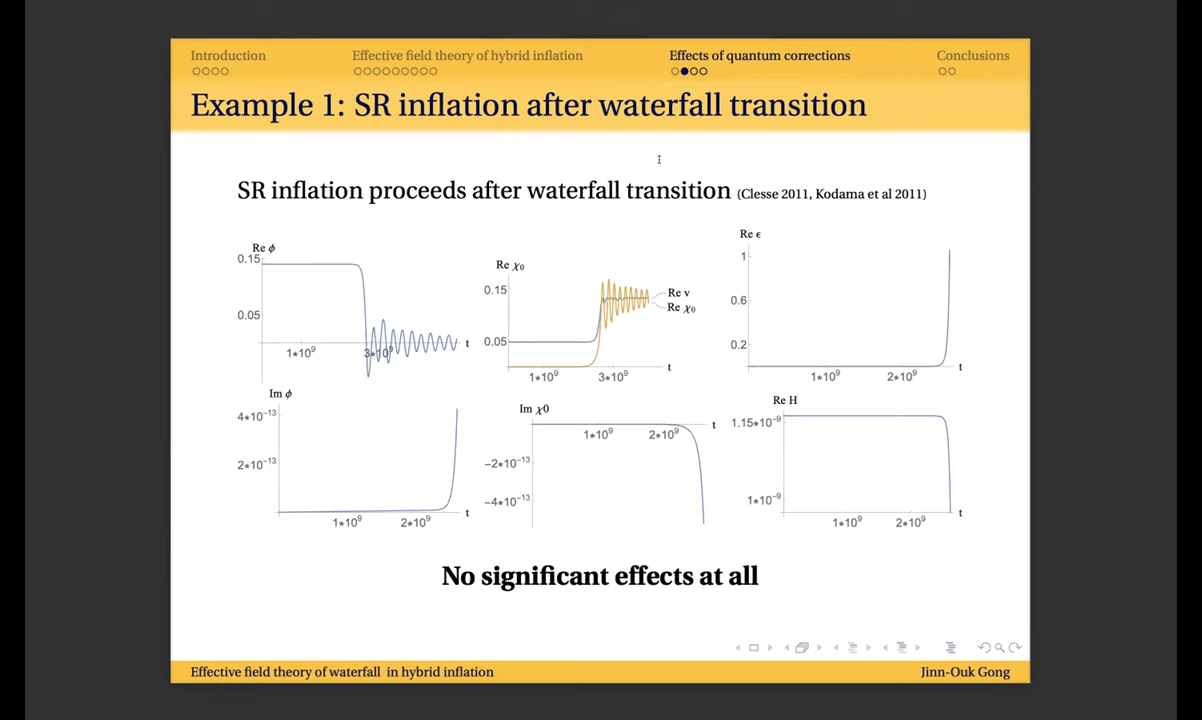 Introduction
Effective field theory of hybrid inflation
Effects of quantum corrections
Conclusions
Example 1: SR inflation after waterfall transition
SR inflation proceeds after waterfall transition (Clesse 2011, Kodama et al 2011)
Re ϕ
0.15
0.05
1*10⁹
3*10⁹
t
Re χ₀
0.15
0.05
Re v
Re χ₀
1*10⁹
3*10⁹
t
Re ϵ
1
0.6
0.2
1*10⁹
2*10⁹
t
Im ϕ
4*10⁻¹³
2*10⁻¹³
1*10⁹
2*10⁹
t
Im χ0
1*10⁹
2*10⁹
t
−2*10⁻¹³
−4*10⁻¹³
Re H
1.15*10⁻⁹
1*10⁻⁹
1*10⁹
2*10⁹
t
No significant effects at all
Effective field theory of waterfall in hybrid inflation
Jinn-Ouk Gong